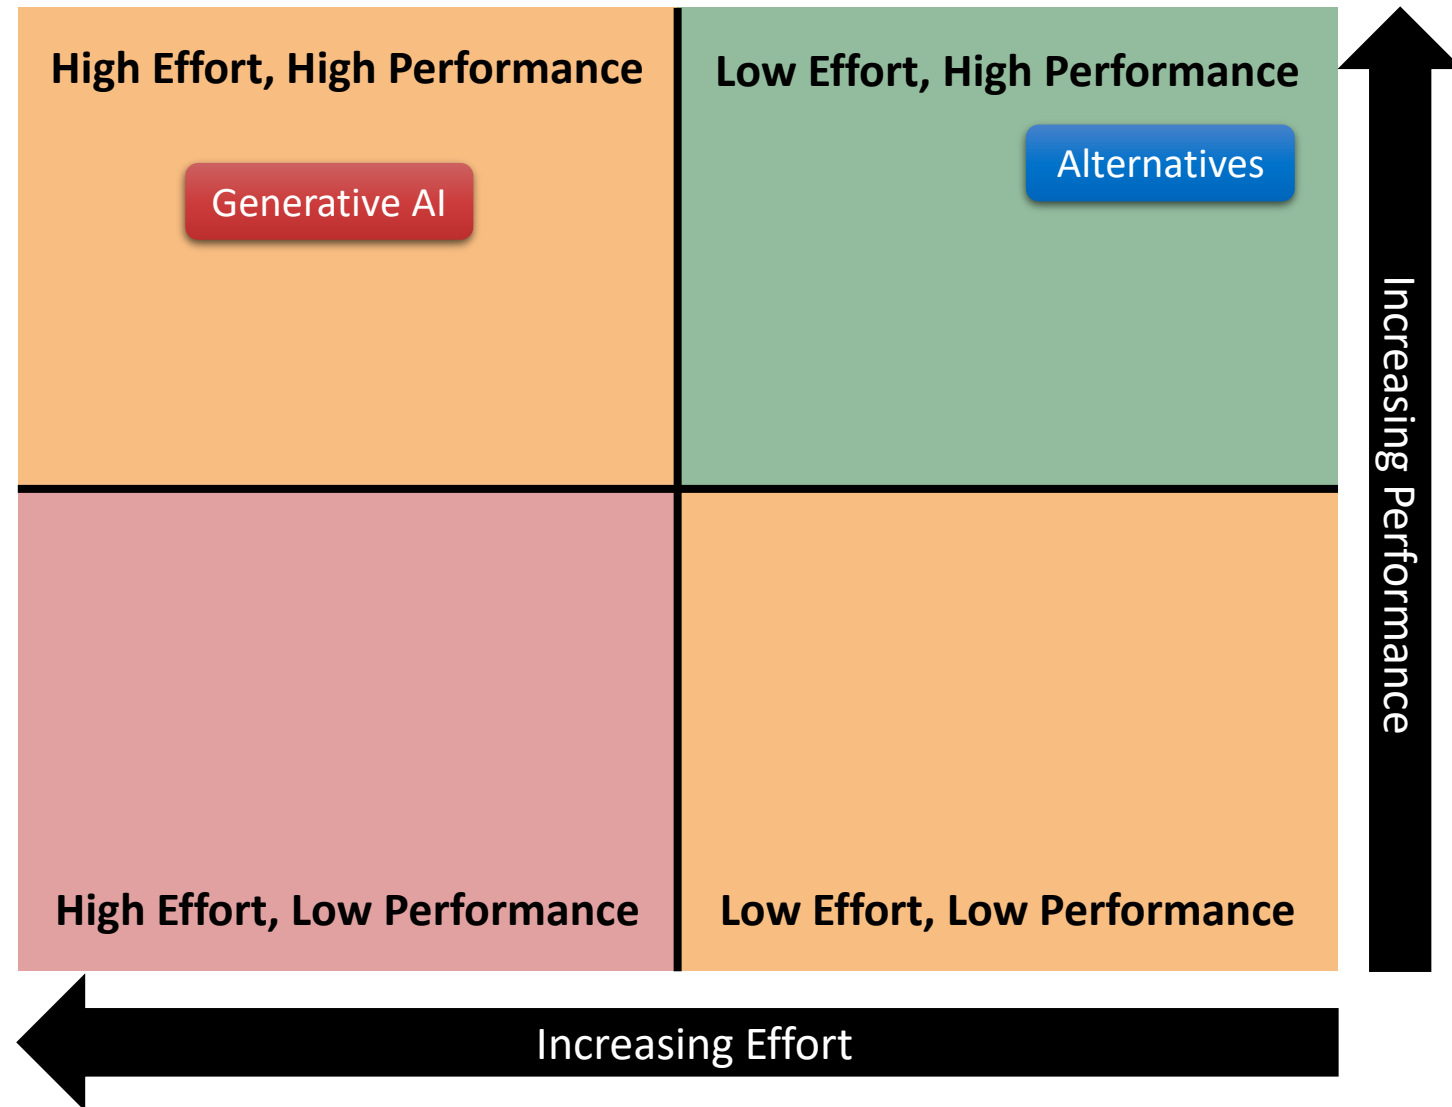 High Effort, High Performance
Low Effort, High Performance
Generative AI
Alternatives
Increasing Performance
High Effort, Low Performance
Low Effort, Low Performance
Increasing Effort